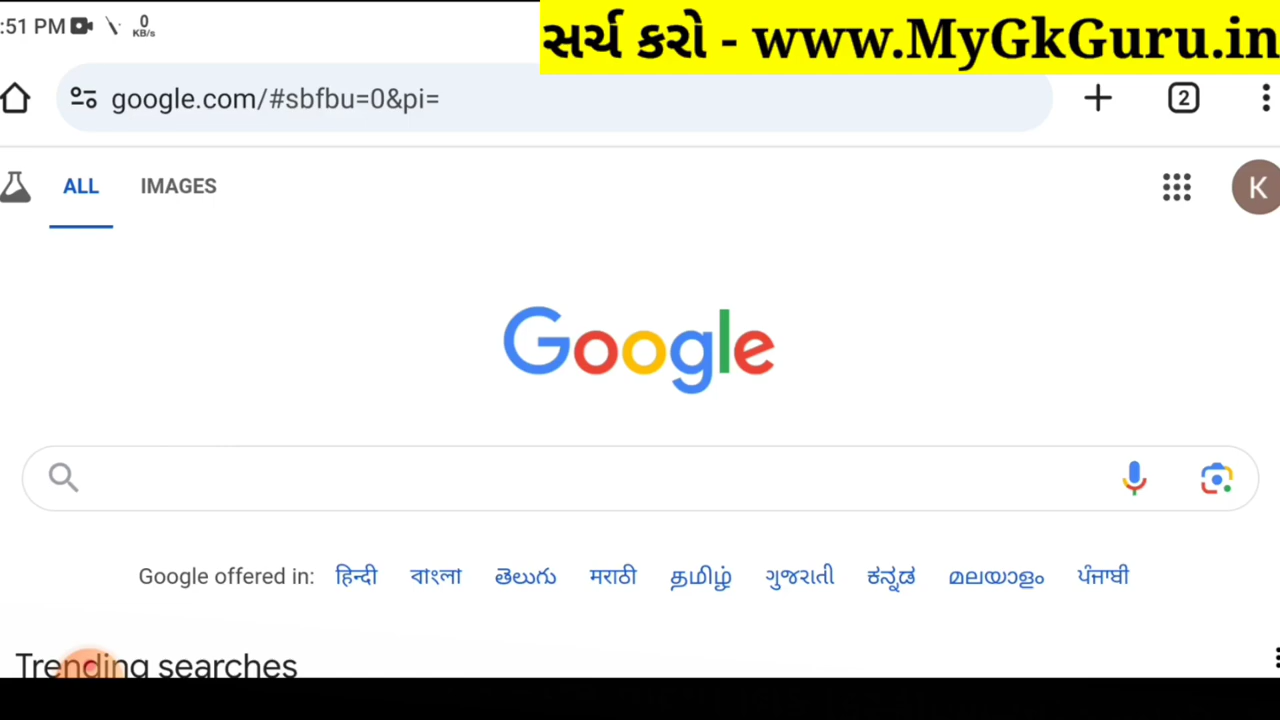 :51 PM 0 KB/s
સર્ચ કરો - www.MyGkGuru.in
google.com/#sbfbu=0&pi=
2
ALL IMAGES
K
Google
Google offered in: हिन्दी বাংলা తెలుగు मराठी தமிழ் ગુજરાતી ಕನ್ನಡ മലയാളം ਪੰਜਾਬੀ
Trending searches